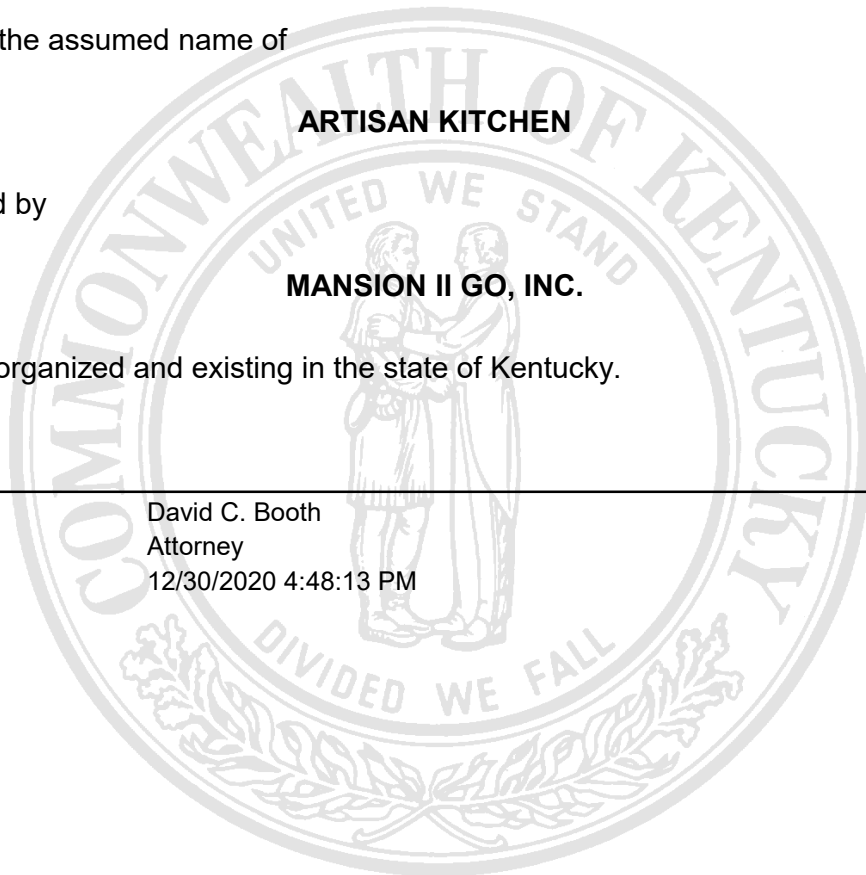 the assumed name of
ARTISAN KITCHEN
d by
MANSION II GO, INC.
organized and existing in the state of Kentucky.
David C. Booth
Attorney
12/30/2020 4:48:13 PM
COMMONWEALTH OF KENTUCKY
UNITED WE STAND
DIVIDED WE FALL